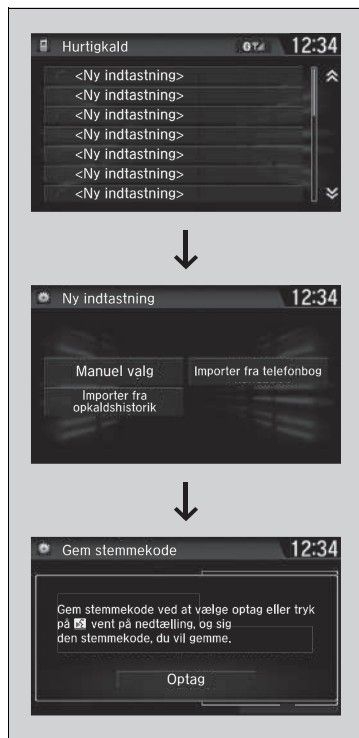 Hurtigkald 12:34
<Ny indtastning>
<Ny indtastning>
<Ny indtastning>
<Ny indtastning>
<Ny indtastning>
<Ny indtastning>
<Ny indtastning>
Ny indtastning 12:34
Manuel valg
Importer fra telefonbog
Importer fra
opkaldshistorik
Gem stemmekode 12:34
Gem stemmekode ved at vælge optag eller tryk
på vent på nedtælling, og sig
den stemmekode, du vil gemme.
Optag